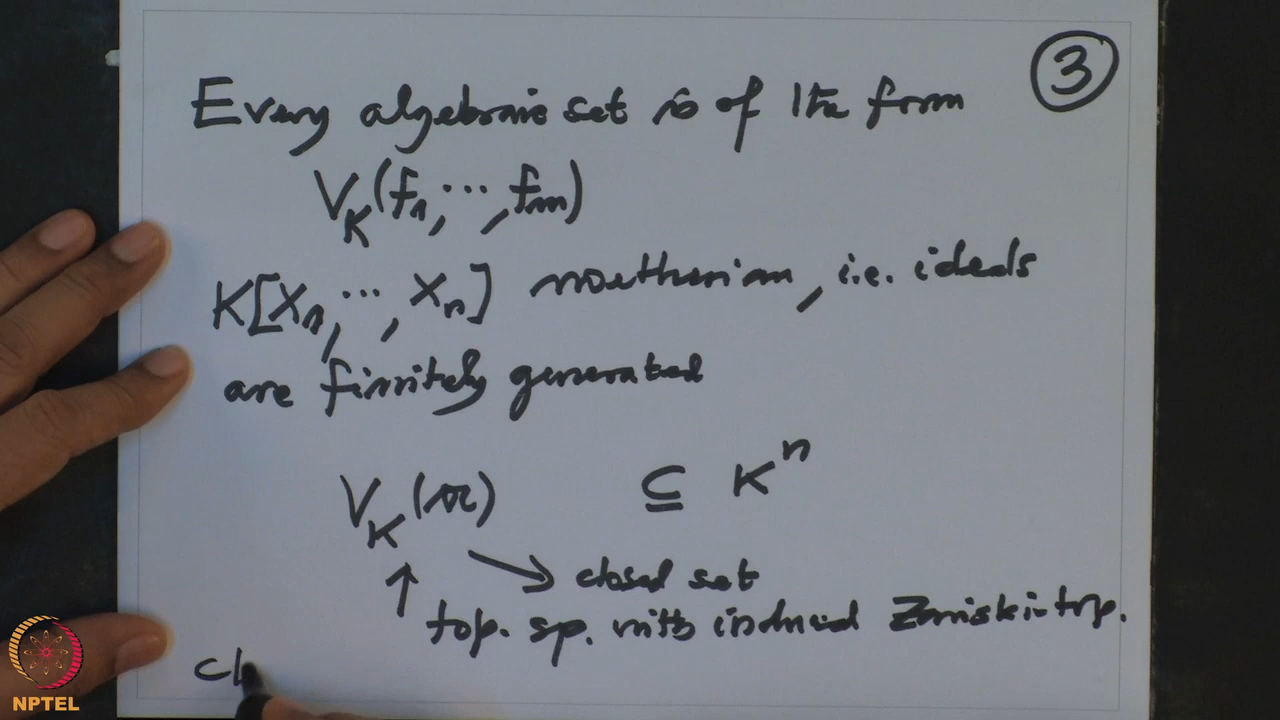 ③
Every algebraic set is of the form
V_K(f_1, ..., f_m)
K[X_1, ..., X_n] noetherian, i.e. ideals
are finitely generated
V_K(𝔞) ⊆ K^n
↑ ↘ closed set
top. sp. with induced Zariski top.
Cl
NPTEL